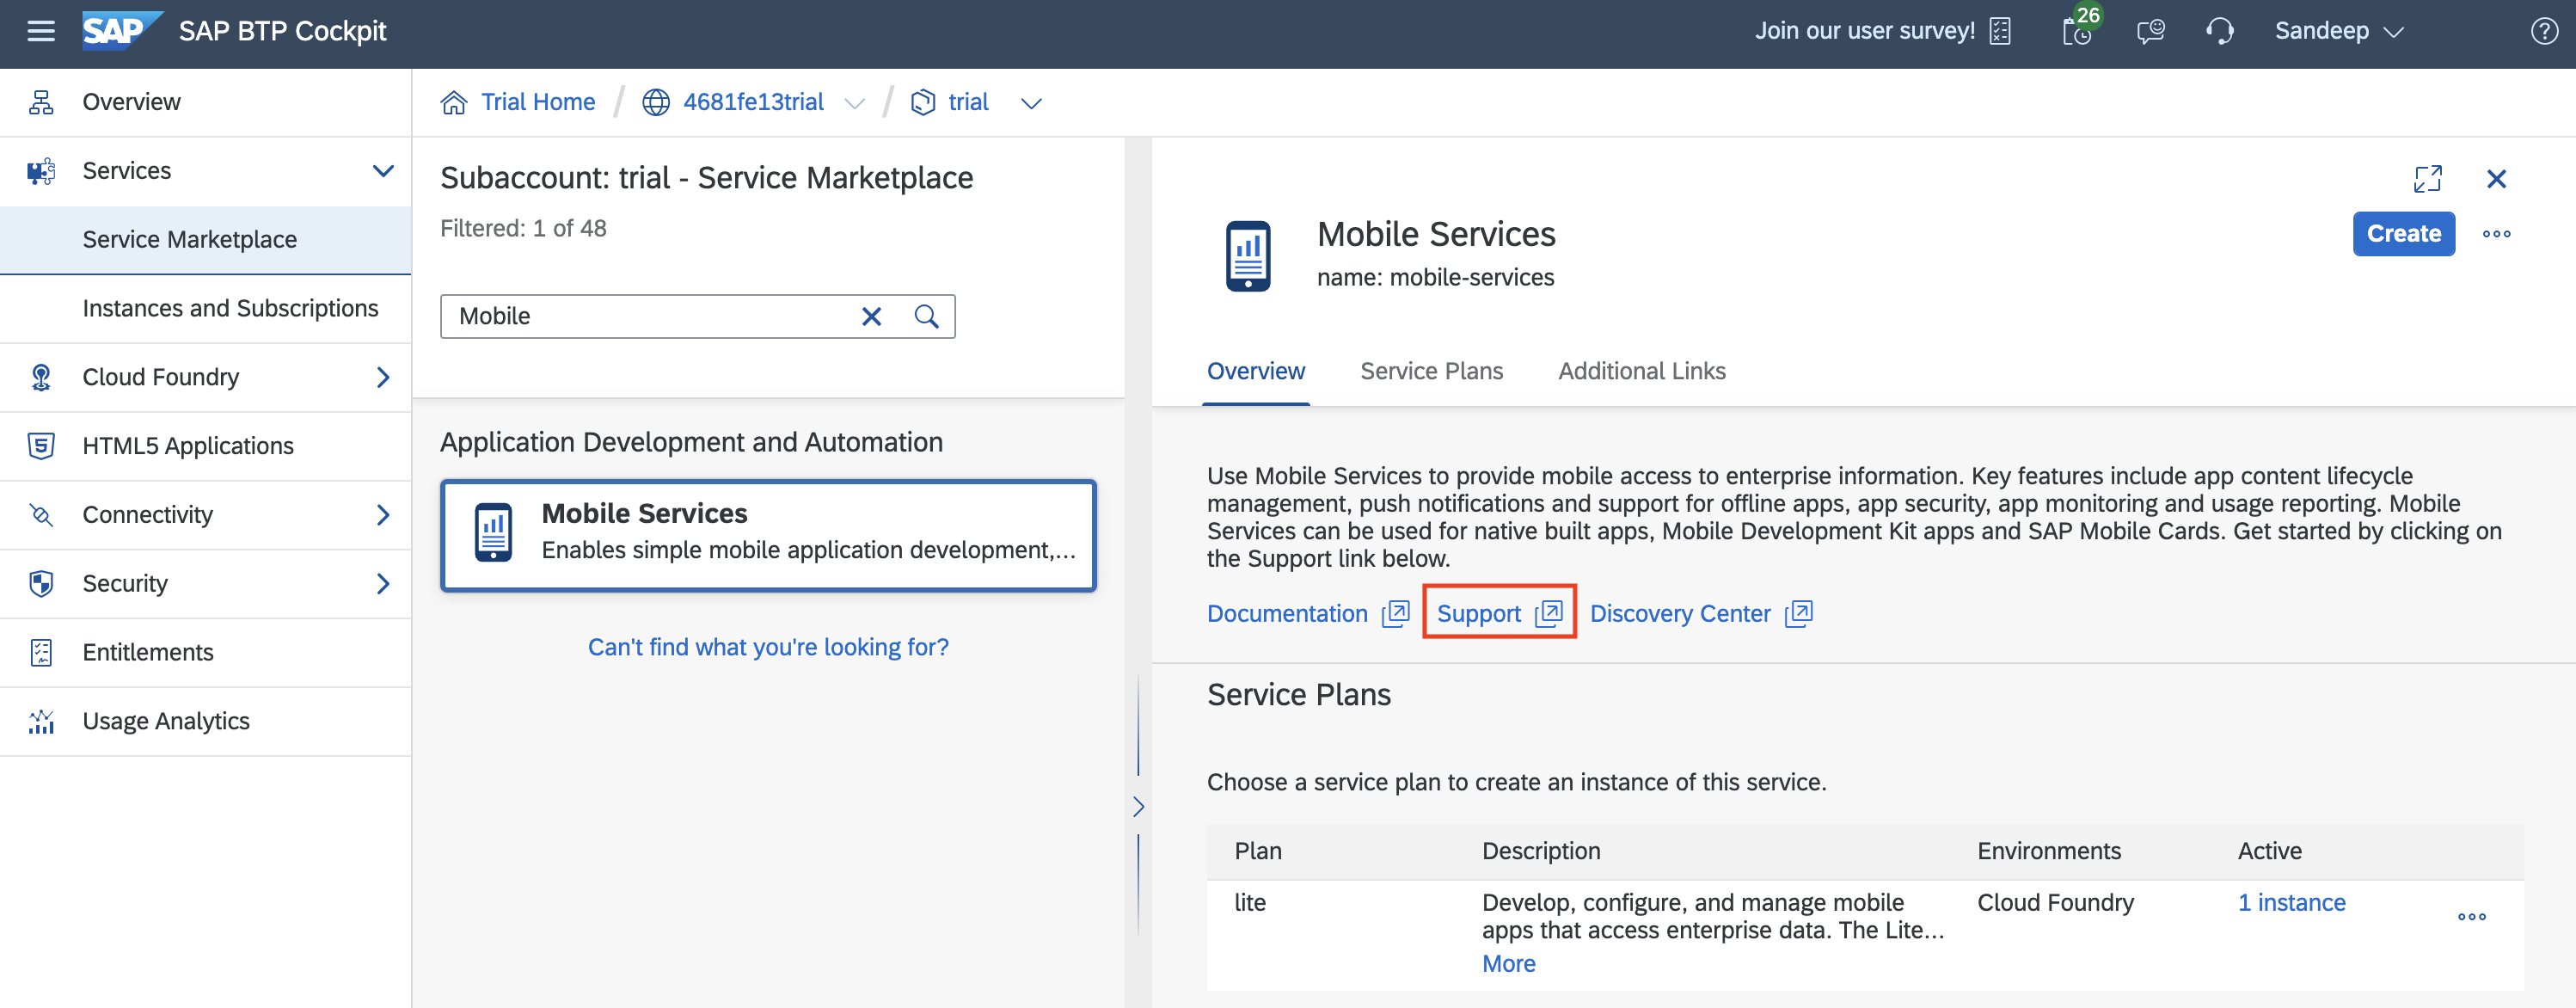 SAP SAP BTP Cockpit
Join our user survey!
26
Sandeep
Overview
Services
Service Marketplace
Instances and Subscriptions
Cloud Foundry
HTML5 Applications
Connectivity
Security
Entitlements
Usage Analytics
Trial Home / 4681fe13trial / trial
Subaccount: trial - Service Marketplace
Filtered: 1 of 48
Mobile
Application Development and Automation
Mobile Services
Enables simple mobile application development,...
Can't find what you're looking for?
Mobile Services
name: mobile-services
Create
Overview Service Plans Additional Links
Use Mobile Services to provide mobile access to enterprise information. Key features include app content lifecycle
management, push notifications and support for offline apps, app security, app monitoring and usage reporting. Mobile
Services can be used for native built apps, Mobile Development Kit apps and SAP Mobile Cards. Get started by clicking on
the Support link below.
Documentation Support Discovery Center
Service Plans
Choose a service plan to create an instance of this service.
Plan Description Environments Active
lite Develop, configure, and manage mobile Cloud Foundry 1 instance
apps that access enterprise data. The Lite...
More